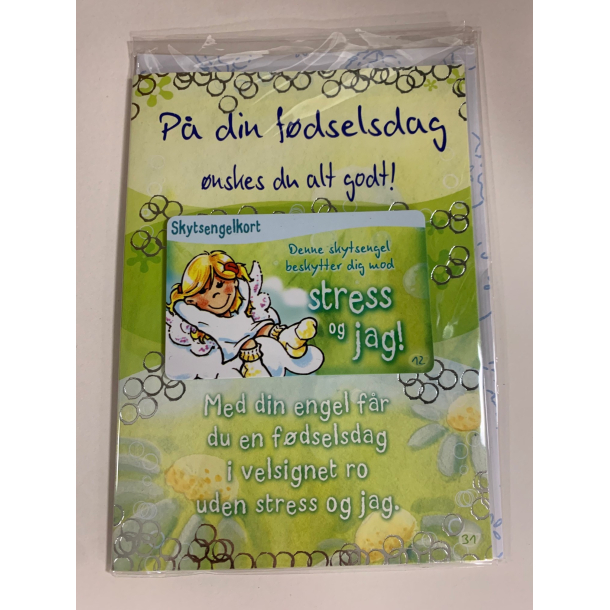 På din fødselsdag
ønskes du alt godt!
Skytsengelkort
Denne skytsengel
beskytter dig mod
stress
og
jag!
12
Med din engel får
du en fødselsdag
i velsignet ro
uden stress og jag.
31